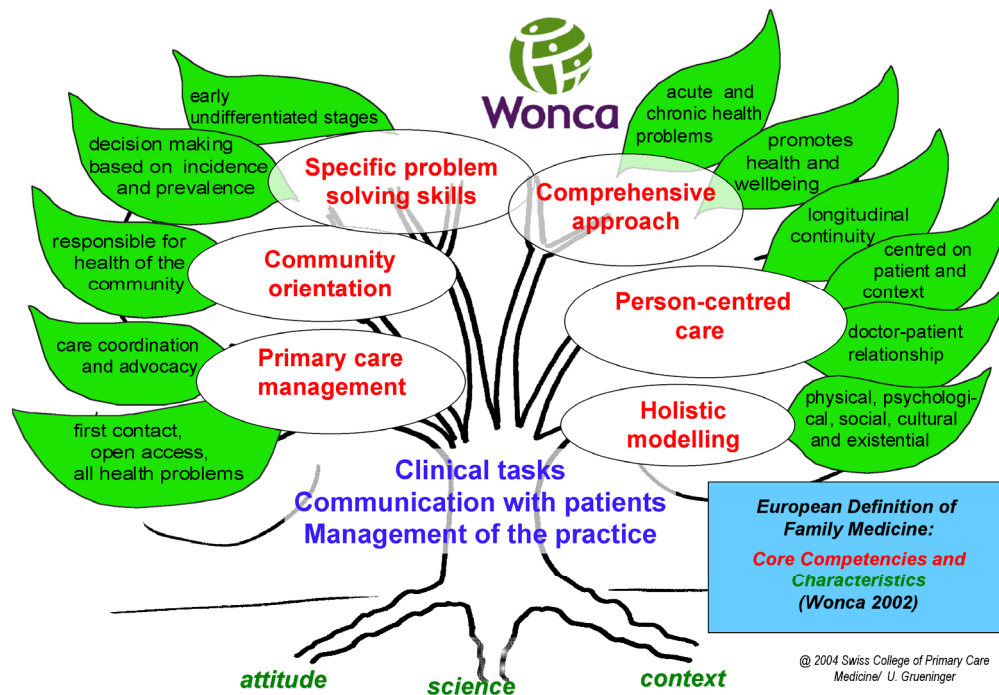 Wonca
early
undifferentiated stages
decision making
based on  incidence
and prevalence
responsible for
health of the
community
care coordination
and advocacy
first contact,
open access,
all health problems
Specific problem
solving skills
Community
orientation
Primary care
management
Comprehensive
approach
Person-centred
care
Holistic
modelling
acute  and
chronic health
problems
promotes
health and
wellbeing
longitudinal
continuity
centred on
patient and
context
doctor-patient
relationship
physical, psychologi-
cal, social, cultural
and existential
Clinical tasks
Communication with patients
Management of the practice
European Definition of
Family Medicine:
Core Competencies and
Characteristics
(Wonca 2002)
attitude
science
context
@ 2004 Swiss College of Primary Care
Medicine/  U. Grueninger